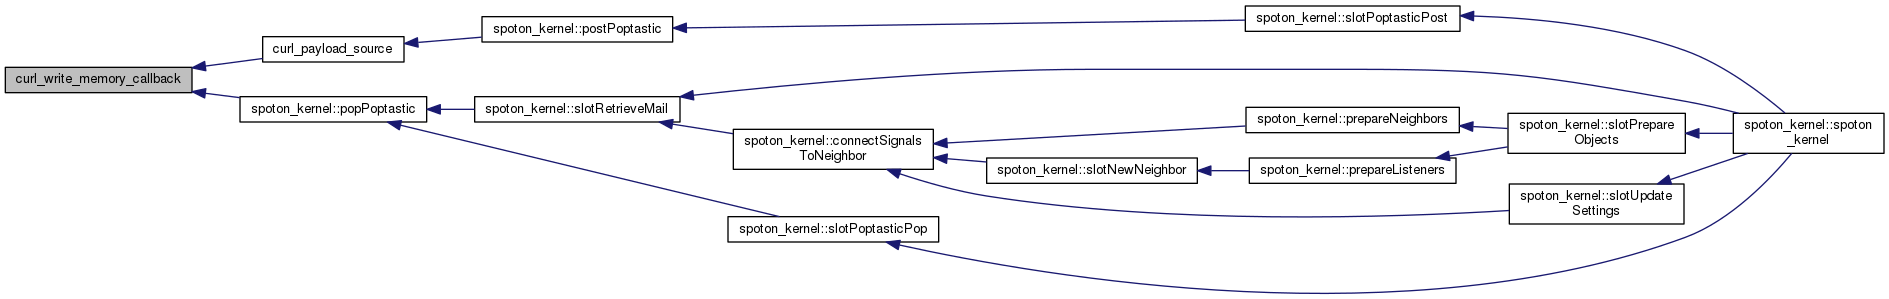 curl_write_memory_callback
curl_payload_source
spoton_kernel::postPoptastic
spoton_kernel::slotPoptasticPost
spoton_kernel::popPoptastic
spoton_kernel::slotRetrieveMail
spoton_kernel::connectSignals
ToNeighbor
spoton_kernel::prepareNeighbors
spoton_kernel::slotNewNeighbor
spoton_kernel::prepareListeners
spoton_kernel::slotPrepare
Objects
spoton_kernel::slotUpdate
Settings
spoton_kernel::spoton
_kernel
spoton_kernel::slotPoptasticPop